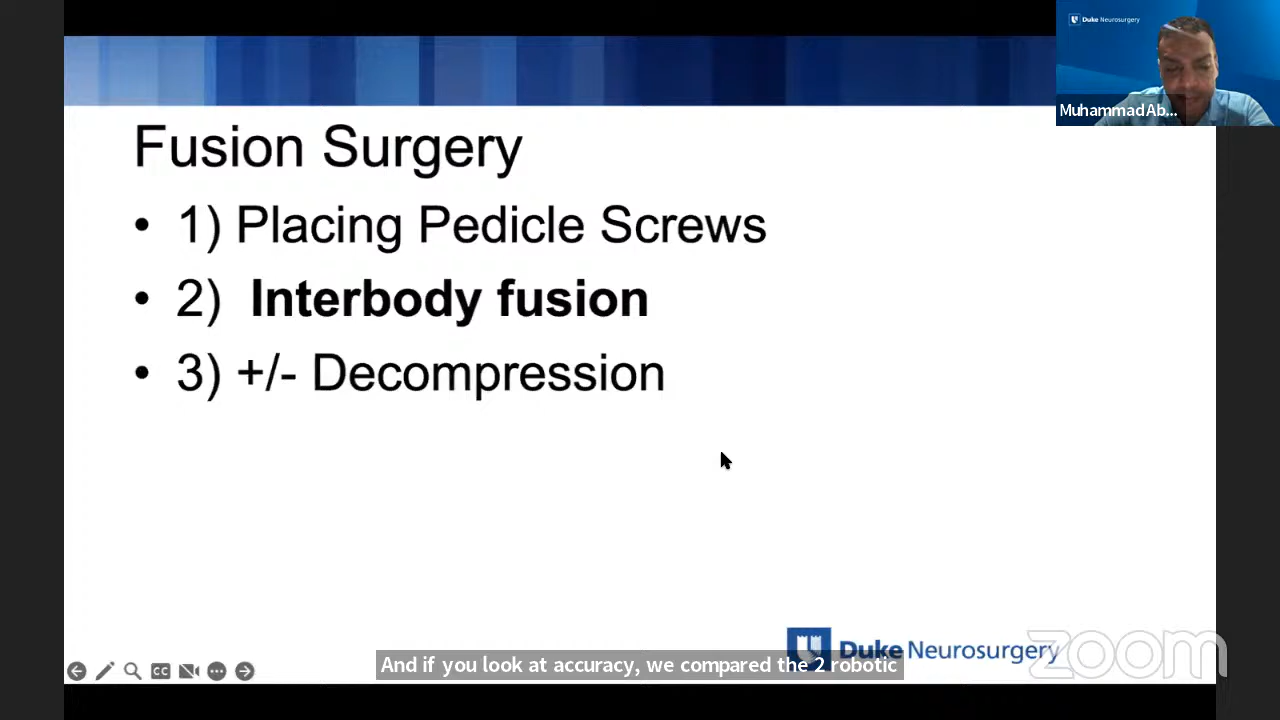 Duke Neurosurgery
Muhammad Ab...
Fusion Surgery
• 1) Placing Pedicle Screws
• 2) Interbody fusion
• 3) +/- Decompression
Duke Neurosurgery
zoom
CC
And if you look at accuracy, we compared the 2 robotic